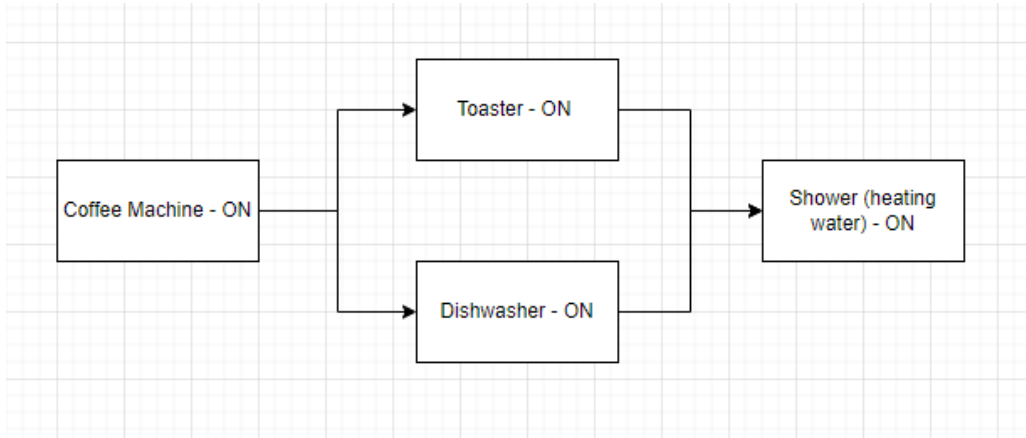 Coffee Machine - ON
Toaster - ON
Dishwasher - ON
Shower (heating
water) - ON